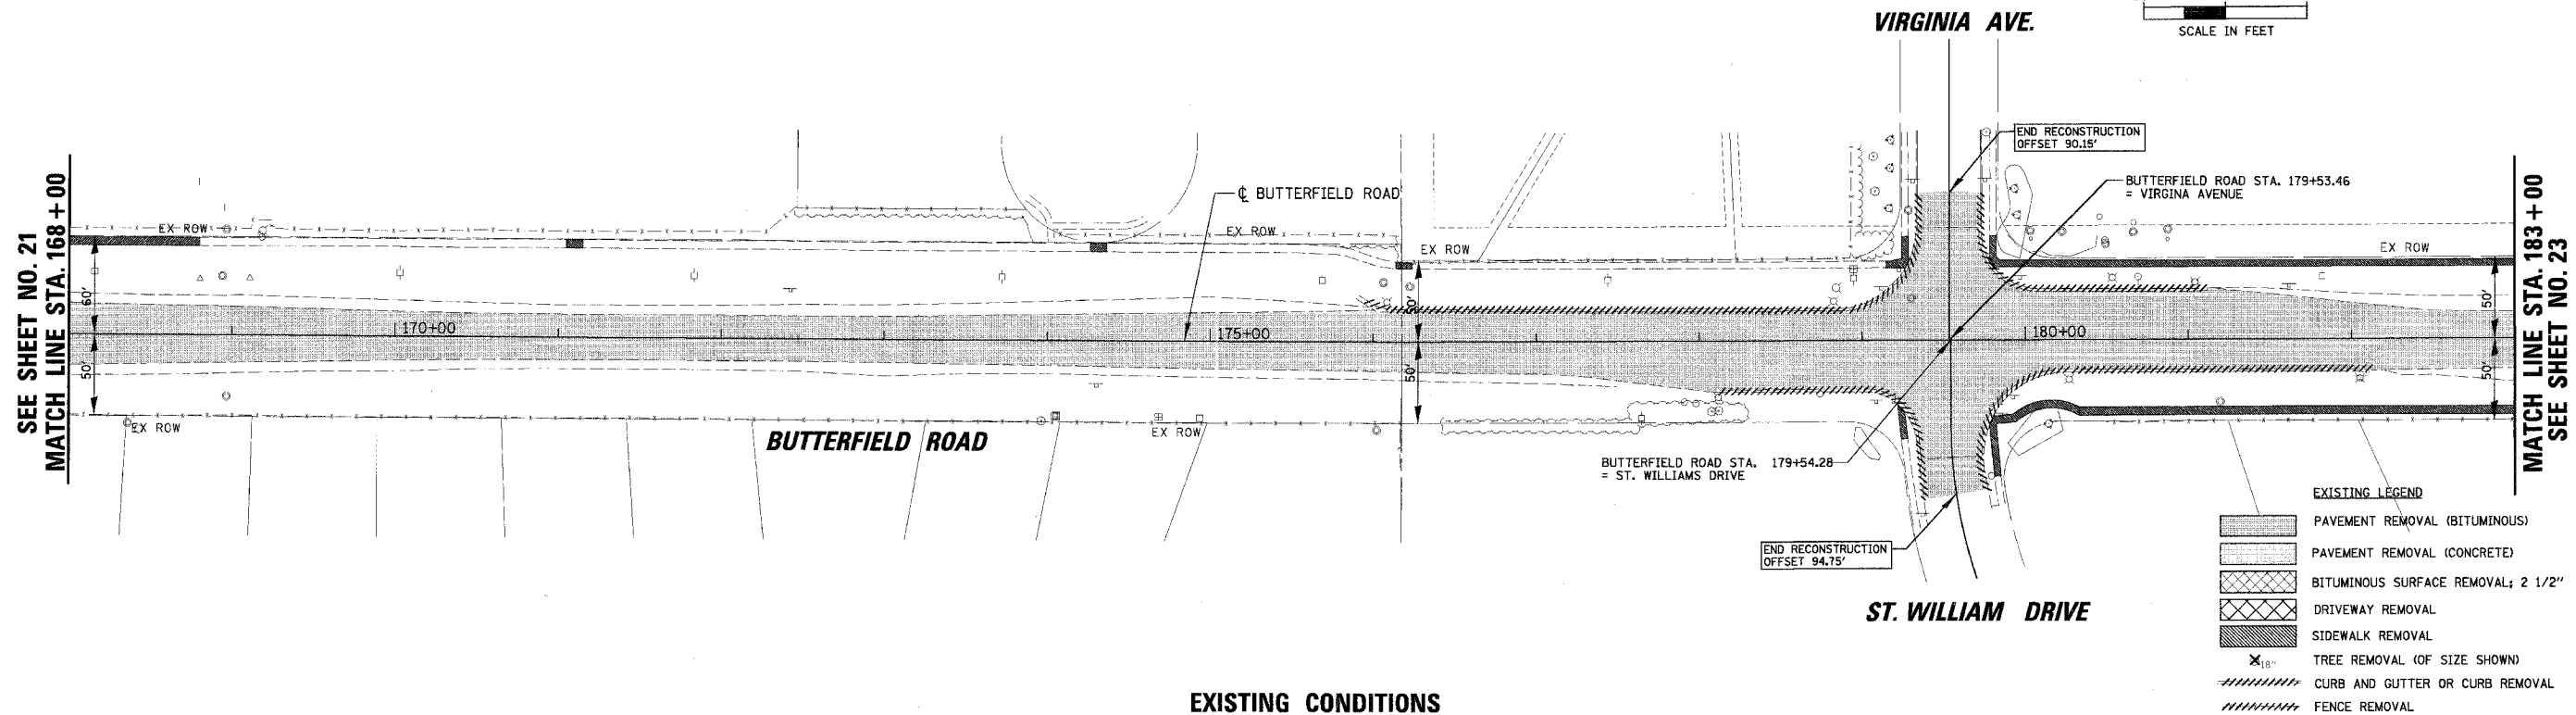 VIRGINIA AVE.
SCALE IN FEET
SEE SHEET NO. 21
MATCH LINE STA. 168+00
END RECONSTRUCTION
OFFSET 90.15'
BUTTERFIELD ROAD STA. 179+53.46
= VIRGINA AVENUE
℄ BUTTERFIELD ROAD
EX ROW
EX ROW
EX ROW
EX ROW
60'
50'
50'
50'
170+00
175+00
180+00
50'
50'
EX ROW
EX ROW
BUTTERFIELD ROAD
BUTTERFIELD ROAD STA. 179+54.28
= ST. WILLIAMS DRIVE
END RECONSTRUCTION
OFFSET 94.75'
ST. WILLIAM DRIVE
MATCH LINE STA. 183+00
SEE SHEET NO. 23
EXISTING LEGEND
PAVEMENT REMOVAL (BITUMINOUS)
PAVEMENT REMOVAL (CONCRETE)
BITUMINOUS SURFACE REMOVAL; 2 1/2"
DRIVEWAY REMOVAL
SIDEWALK REMOVAL
18" TREE REMOVAL (OF SIZE SHOWN)
CURB AND GUTTER OR CURB REMOVAL
FENCE REMOVAL
EXISTING CONDITIONS